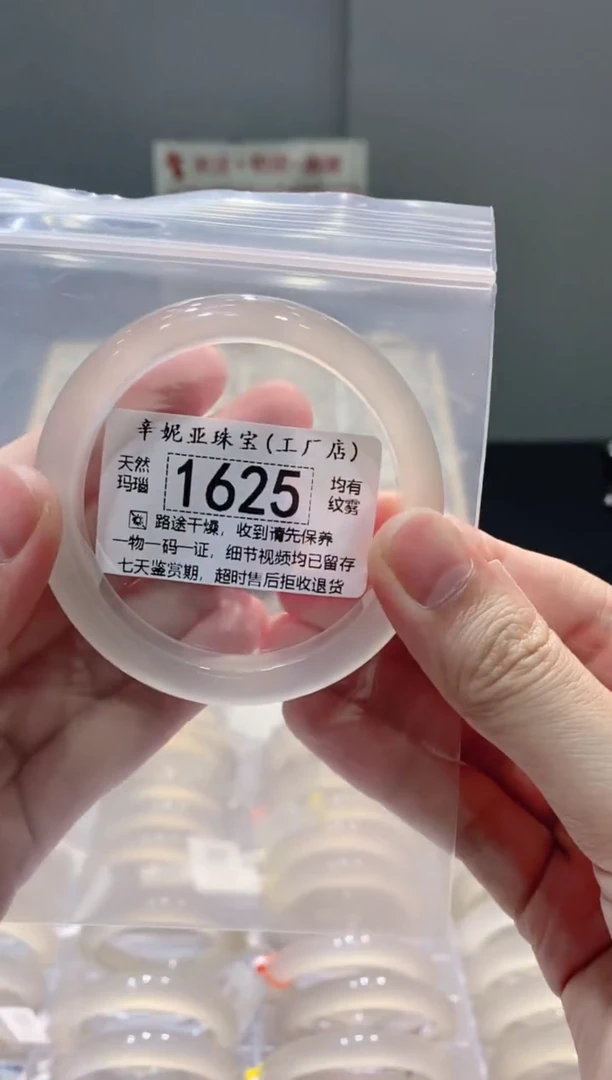 辛妮亚珠宝(工厂店)
天然
玛瑙
1625
均有
纹雾
路途干燥，收到请先保养
一物一码一证，细节视频均已留存
七天鉴赏期，超时售后拒收退货